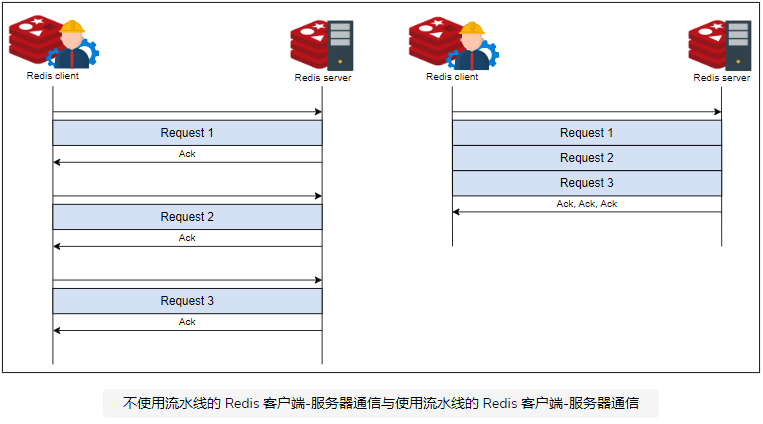 Redis client
Redis server
Request 1
Ack
Request 2
Ack
Request 3
Ack
Redis client
Redis server
Request 1
Request 2
Request 3
Ack, Ack, Ack
不使用流水线的 Redis 客户端-服务器通信与使用流水线的 Redis 客户端-服务器通信